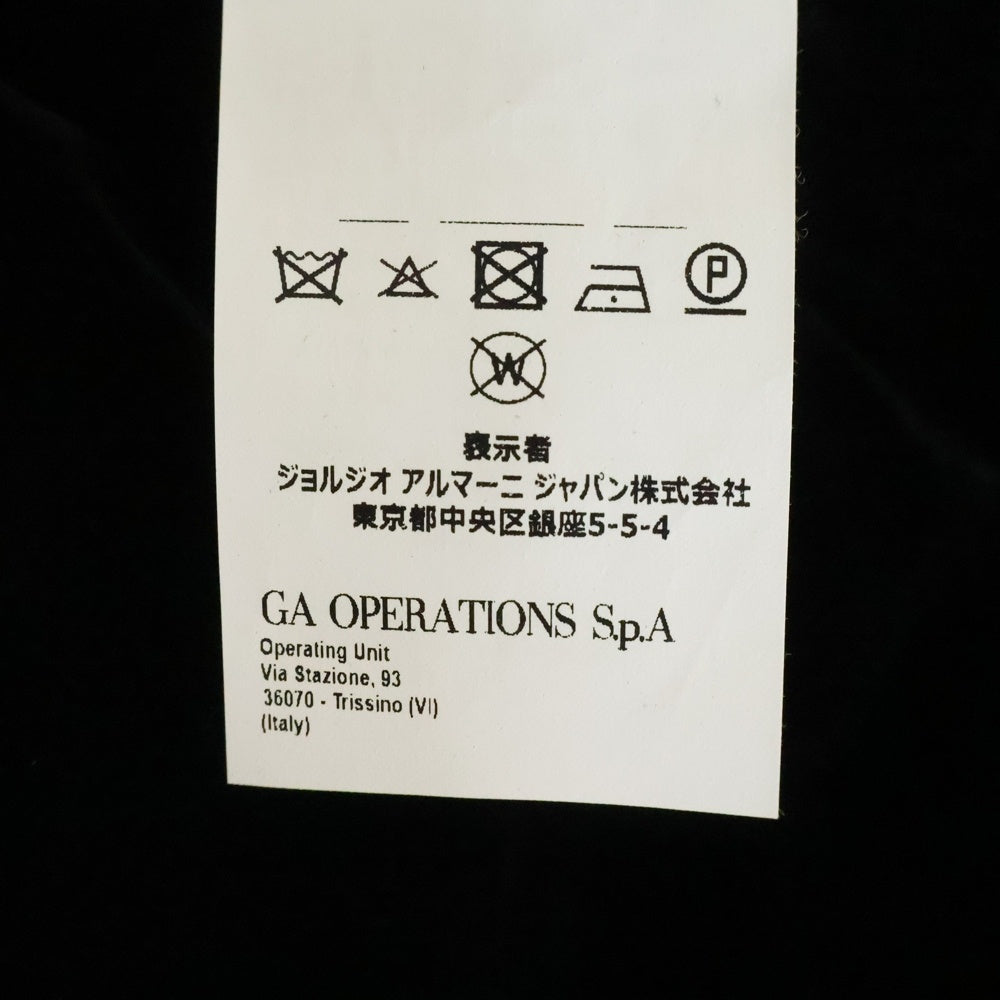 P
W
表示者
ジョルジオ アルマーニ ジャパン株式会社
東京都中央区銀座5-5-4
GA OPERATIONS S.p.A
Operating Unit
Via Stazione, 93
36070 - Trissino (VI)
(Italy)